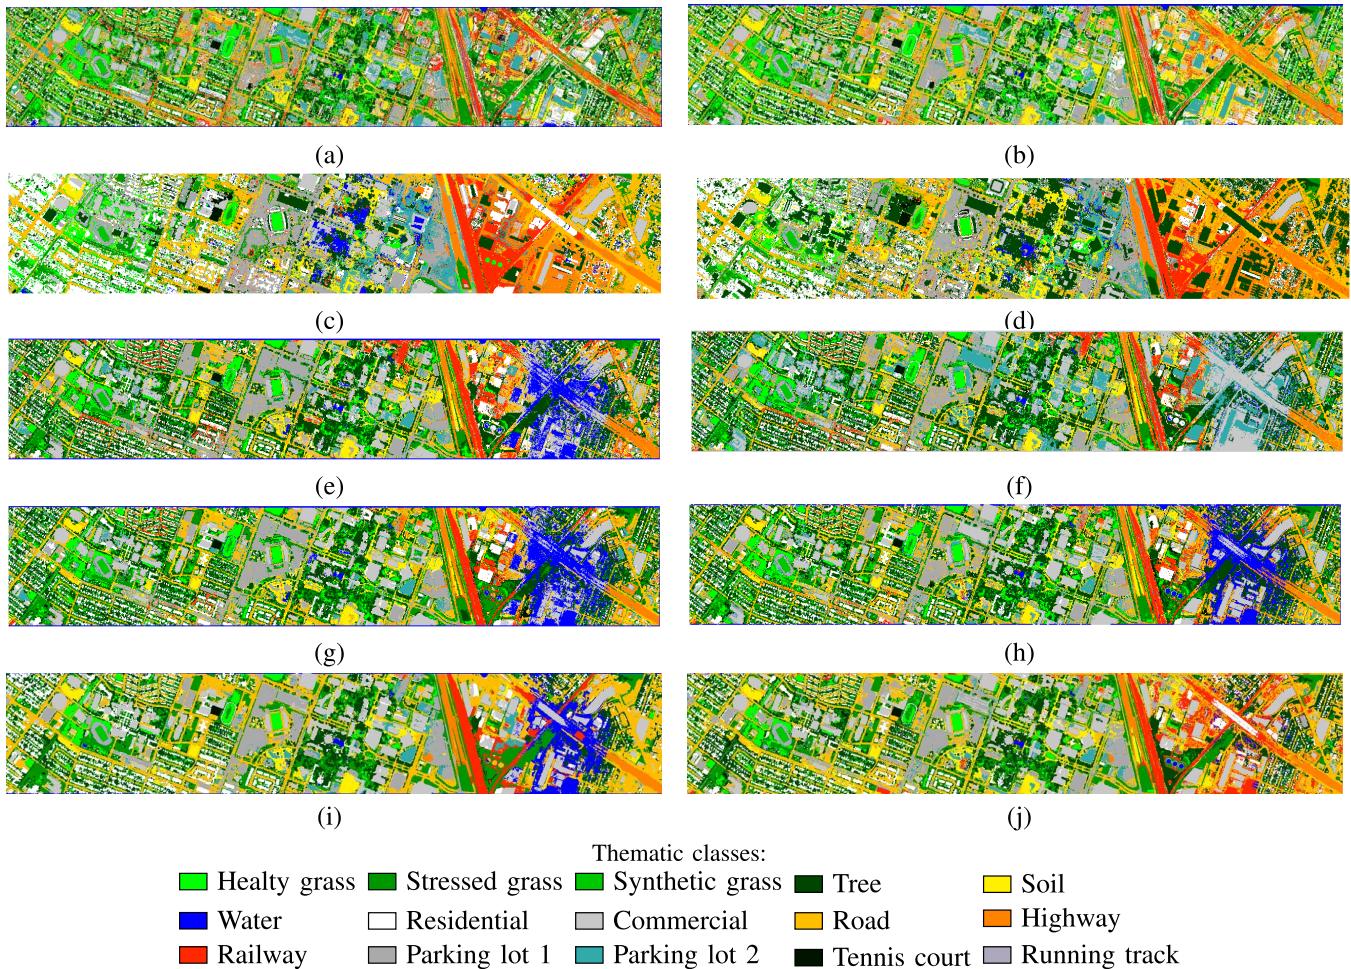 (a) (b)
(c) (d)
(e) (f)
(g) (h)
(i) (j)
Thematic classes:
Healty grass Stressed grass Synthetic grass Tree Soil
Water Residential Commercial Road Highway
Railway Parking lot 1 Parking lot 2 Tennis court Running track